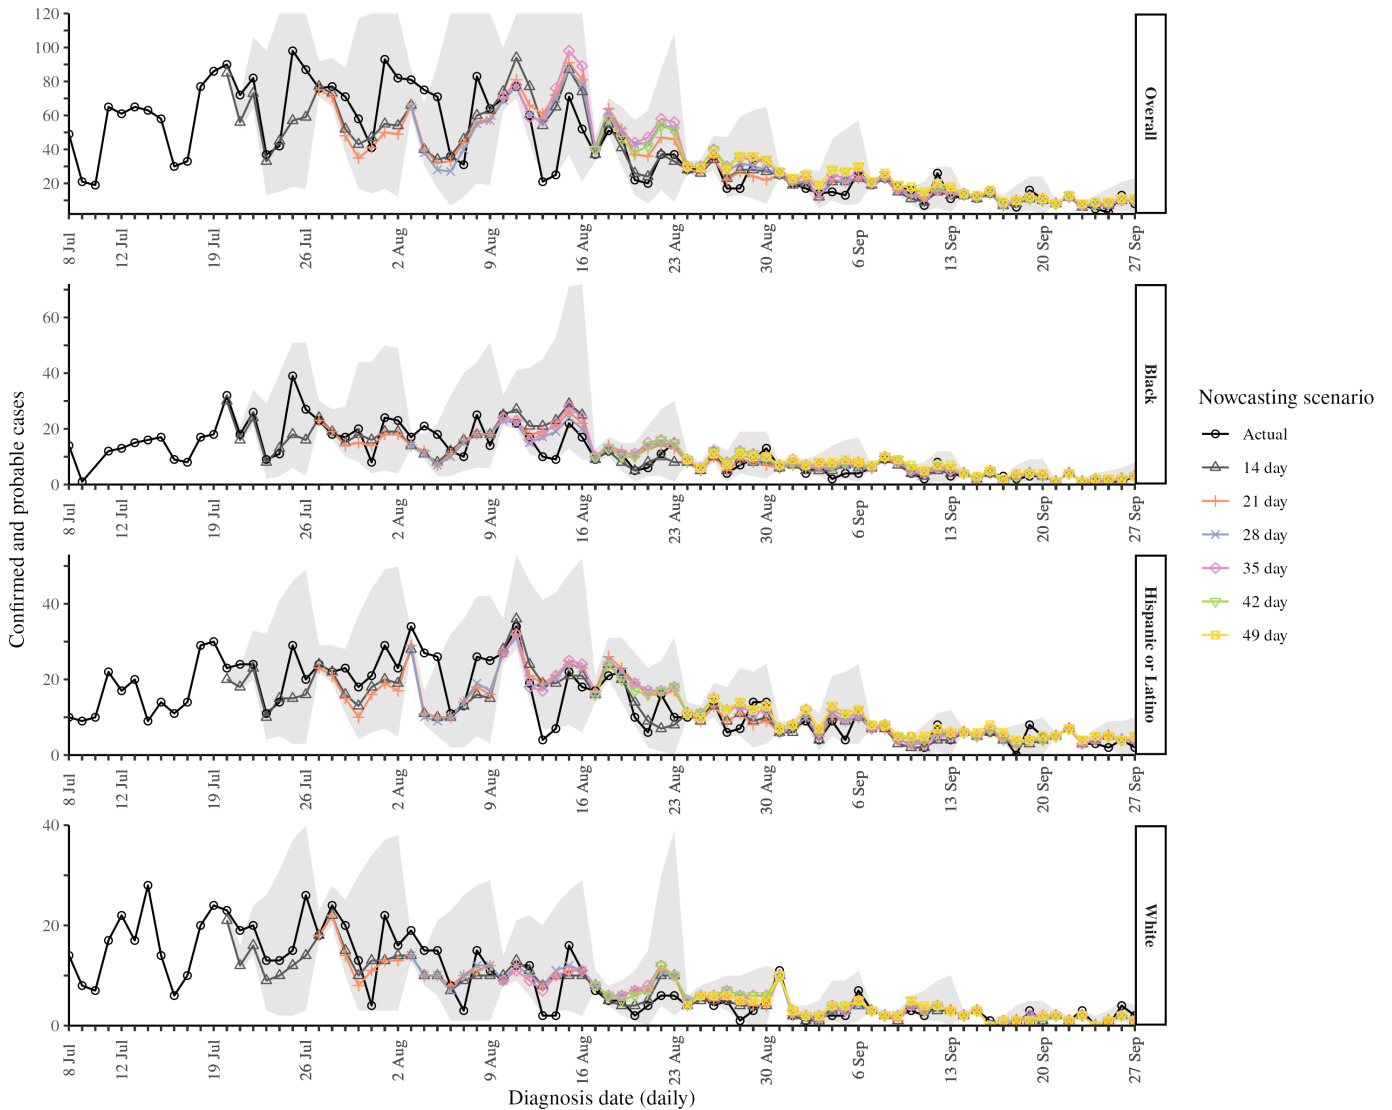 120
100
80
60
40
20
Overall
8 Jul
12 Jul
19 Jul
26 Jul
2 Aug
9 Aug
16 Aug
23 Aug
30 Aug
6 Sep
13 Sep
20 Sep
27 Sep
60
40
20
0
Black
8 Jul
12 Jul
19 Jul
26 Jul
2 Aug
9 Aug
16 Aug
23 Aug
30 Aug
6 Sep
13 Sep
20 Sep
27 Sep
Confirmed and probable cases
40
20
0
Hispanic or Latino
8 Jul
12 Jul
19 Jul
26 Jul
2 Aug
9 Aug
16 Aug
23 Aug
30 Aug
6 Sep
13 Sep
20 Sep
27 Sep
40
20
0
White
8 Jul
12 Jul
19 Jul
26 Jul
2 Aug
9 Aug
16 Aug
23 Aug
30 Aug
6 Sep
13 Sep
20 Sep
27 Sep
Diagnosis date (daily)
Nowcasting scenario
Actual
14 day
21 day
28 day
35 day
42 day
49 day